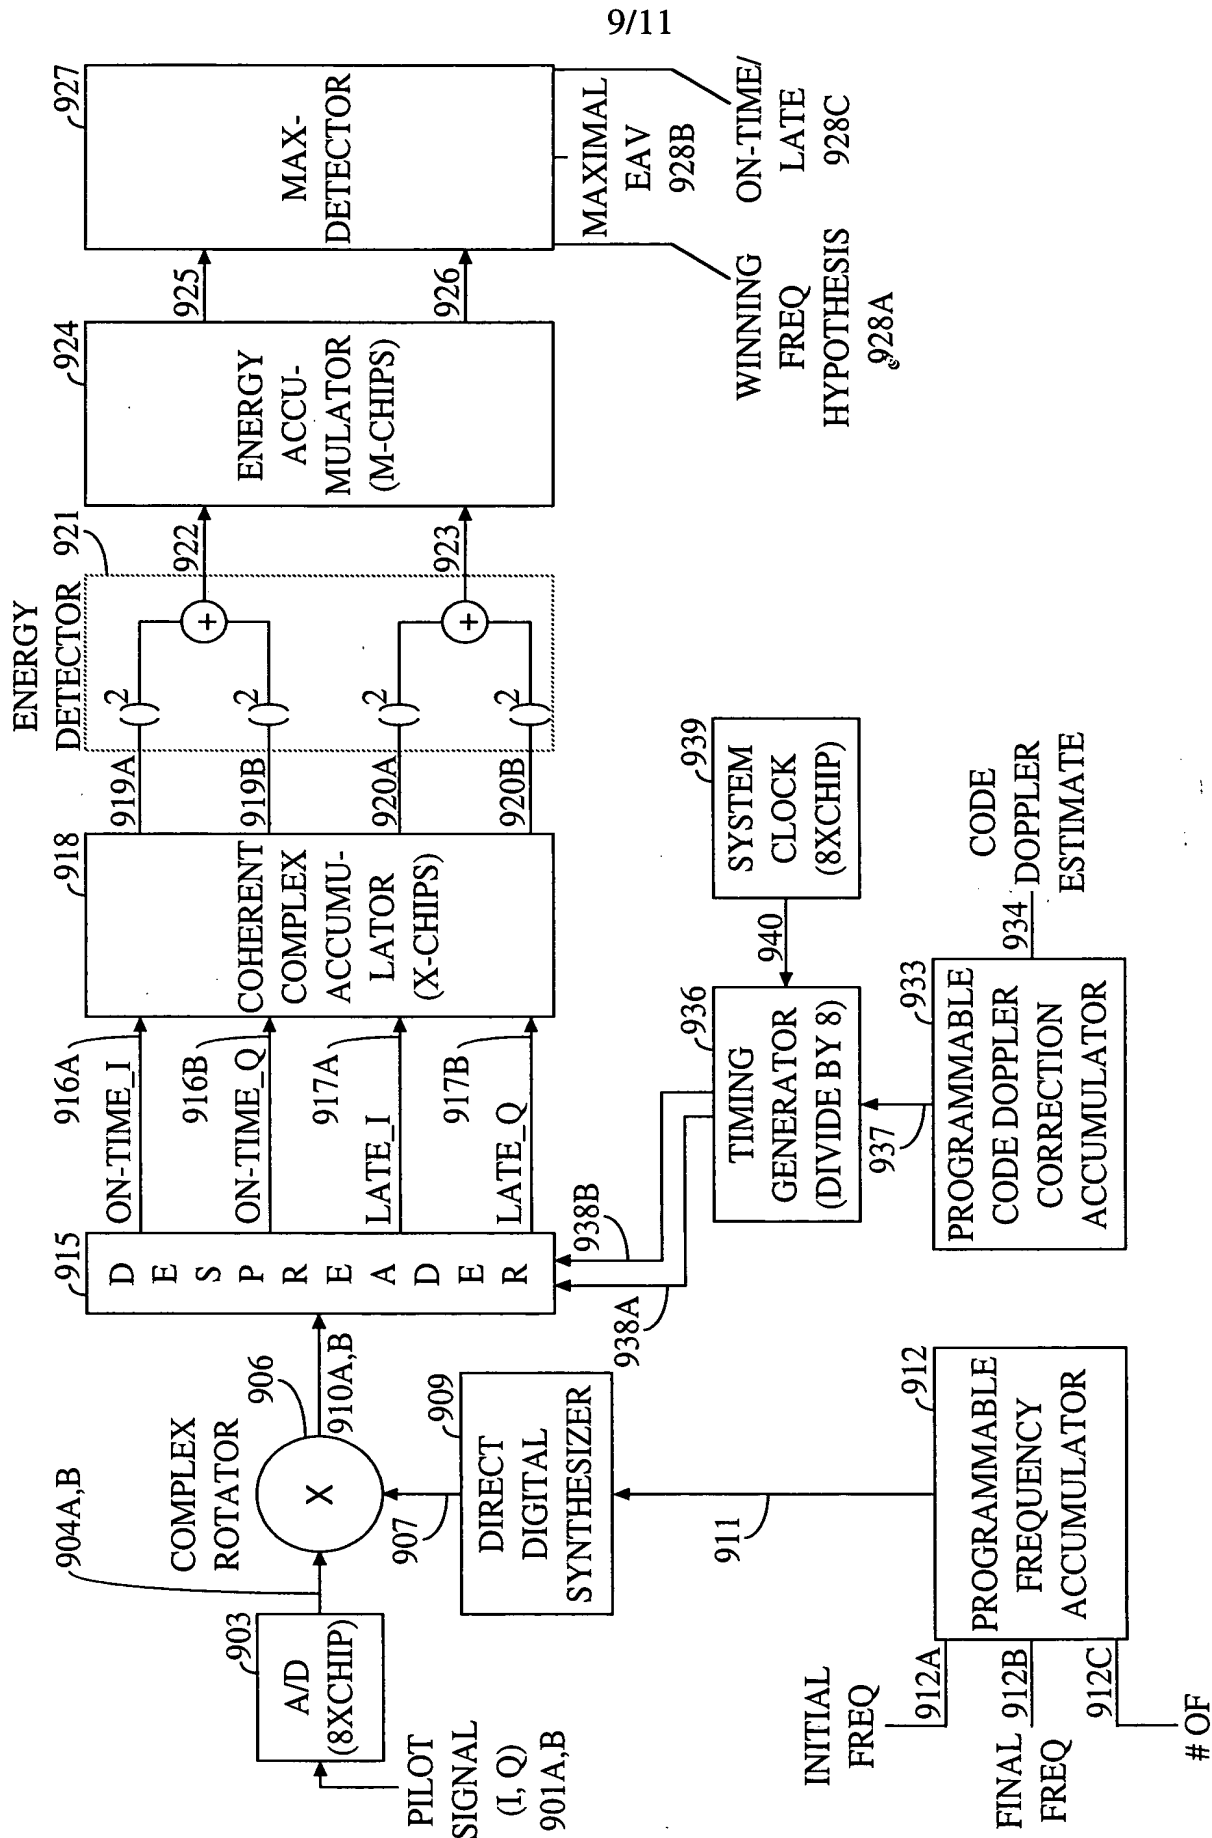 9/11
PILOT
SIGNAL
(I, Q)
901A,B
903
A/D
(8XCHIP)
904A,B
COMPLEX
ROTATOR
906
X
907
910A,B
909
DIRECT
DIGITAL
SYNTHESIZER
911
912
PROGRAMMABLE
FREQUENCY
ACCUMULATOR
INITIAL
FREQ
912A
FINAL
FREQ
912B
912C
# OF
915
DESPREADER
ON-TIME_I
916A
ON-TIME_Q
916B
LATE_I
917A
LATE_Q
917B
918
COHERENT
COMPLEX
ACCUMU-
LATOR
(X-CHIPS)
919A
919B
920A
920B
ENERGY
DETECTOR
921
( )2
( )2
( )2
( )2
+
+
922
923
924
ENERGY
ACCU-
MULATOR
(M-CHIPS)
925
926
927
MAX-
DETECTOR
WINNING
FREQ
HYPOTHESIS
928A
MAXIMAL
EAV
928B
ON-TIME/
LATE
928C
938A
938B
936
TIMING
GENERATOR
(DIVIDE BY 8)
940
939
SYSTEM
CLOCK
(8XCHIP)
937
933
PROGRAMMABLE
CODE DOPPLER
CORRECTION
ACCUMULATOR
934
CODE
DOPPLER
ESTIMATE